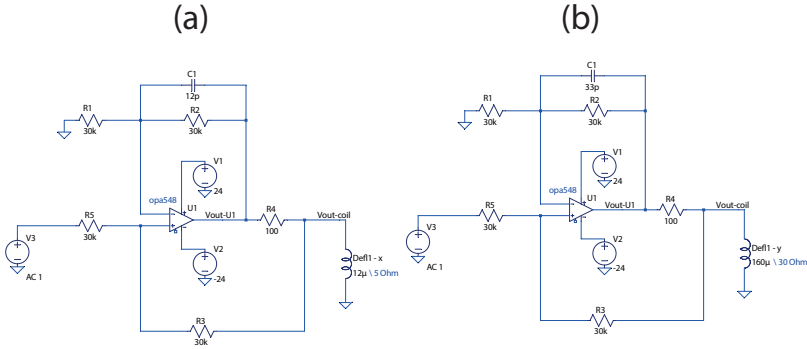 (a)
C1
12p
R1
30k
R2
30k
V1
24
opa548
U1
R5
30k
Vout-U1
R4
100
Vout-coil
V3
AC 1
V2
-24
Defl1 - x
12µ \ 5 Ohm
R3
30k
(b)
C1
33p
R1
30k
R2
30k
V1
24
opa548
U1
R5
30k
Vout-U1
R4
100
Vout-coil
V3
AC 1
V2
-24
Defl1 - y
160µ \ 30 Ohm
R3
30k